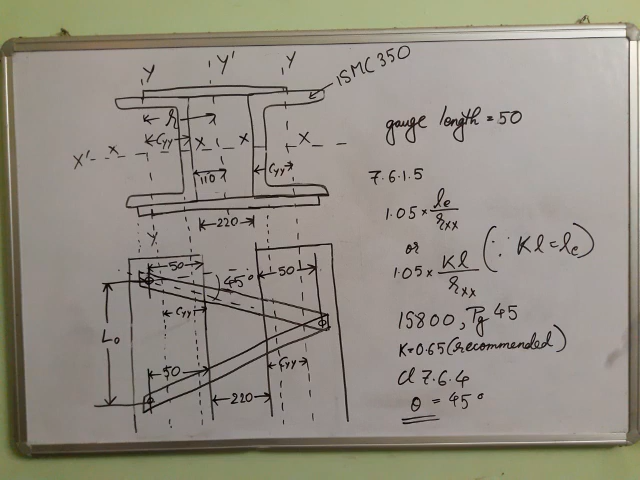 Y Y' Y ISMC 350
r
Cyy x x x
X' x
110 Cyy
220
Y
50 50
45°
Cyy
L₀
50 Cyy
220
gauge length = 50
7.6.1.5
1.05 × le/rxx
or (∵ Kl = le)
1.05 × Kl/rxx
IS800, Pg 45
K=0.65 (recommended)
Cl 7.6.4
θ = 45°